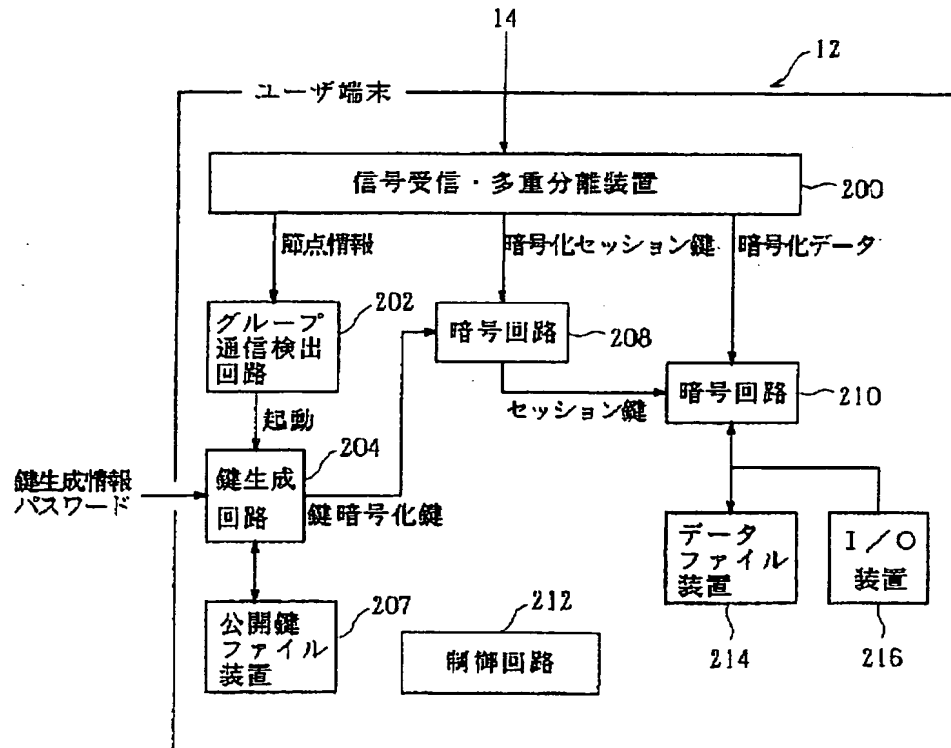 14
12
ユーザ端末
信号受信・多重分離装置
200
節点情報
暗号化セッション鍵
暗号化データ
202
グループ
通信検出
回路
暗号回路
208
暗号回路
210
セッション鍵
起動
204
鍵生成情報
パスワード
鍵生成
回路
鍵暗号化鍵
データ
ファイル
装置
I/O
装置
207
公開鍵
ファイル
装置
212
制御回路
214
216